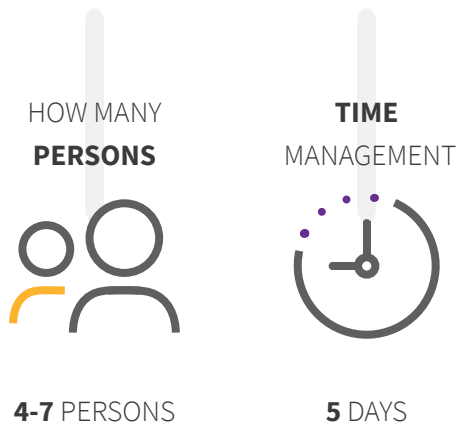 HOW MANY
PERSONS
4-7 PERSONS
TIME
MANAGEMENT
5 DAYS